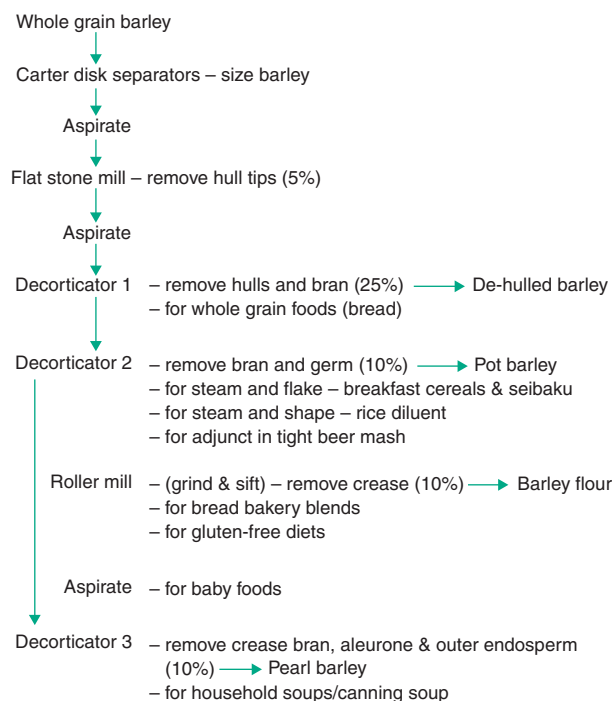 Whole grain barley
Carter disk separators – size barley
Aspirate
Flat stone mill – remove hull tips (5%)
Aspirate
Decorticator 1 – remove hulls and bran (25%) De-hulled barley
– for whole grain foods (bread)
Decorticator 2 – remove bran and germ (10%) Pot barley
– for steam and flake – breakfast cereals & seibaku
– for steam and shape – rice diluent
– for adjunct in tight beer mash
Roller mill – (grind & sift) – remove crease (10%) Barley flour
– for bread bakery blends
– for gluten-free diets
Aspirate – for baby foods
Decorticator 3 – remove crease bran, aleurone & outer endosperm
(10%) Pearl barley
– for household soups/canning soup